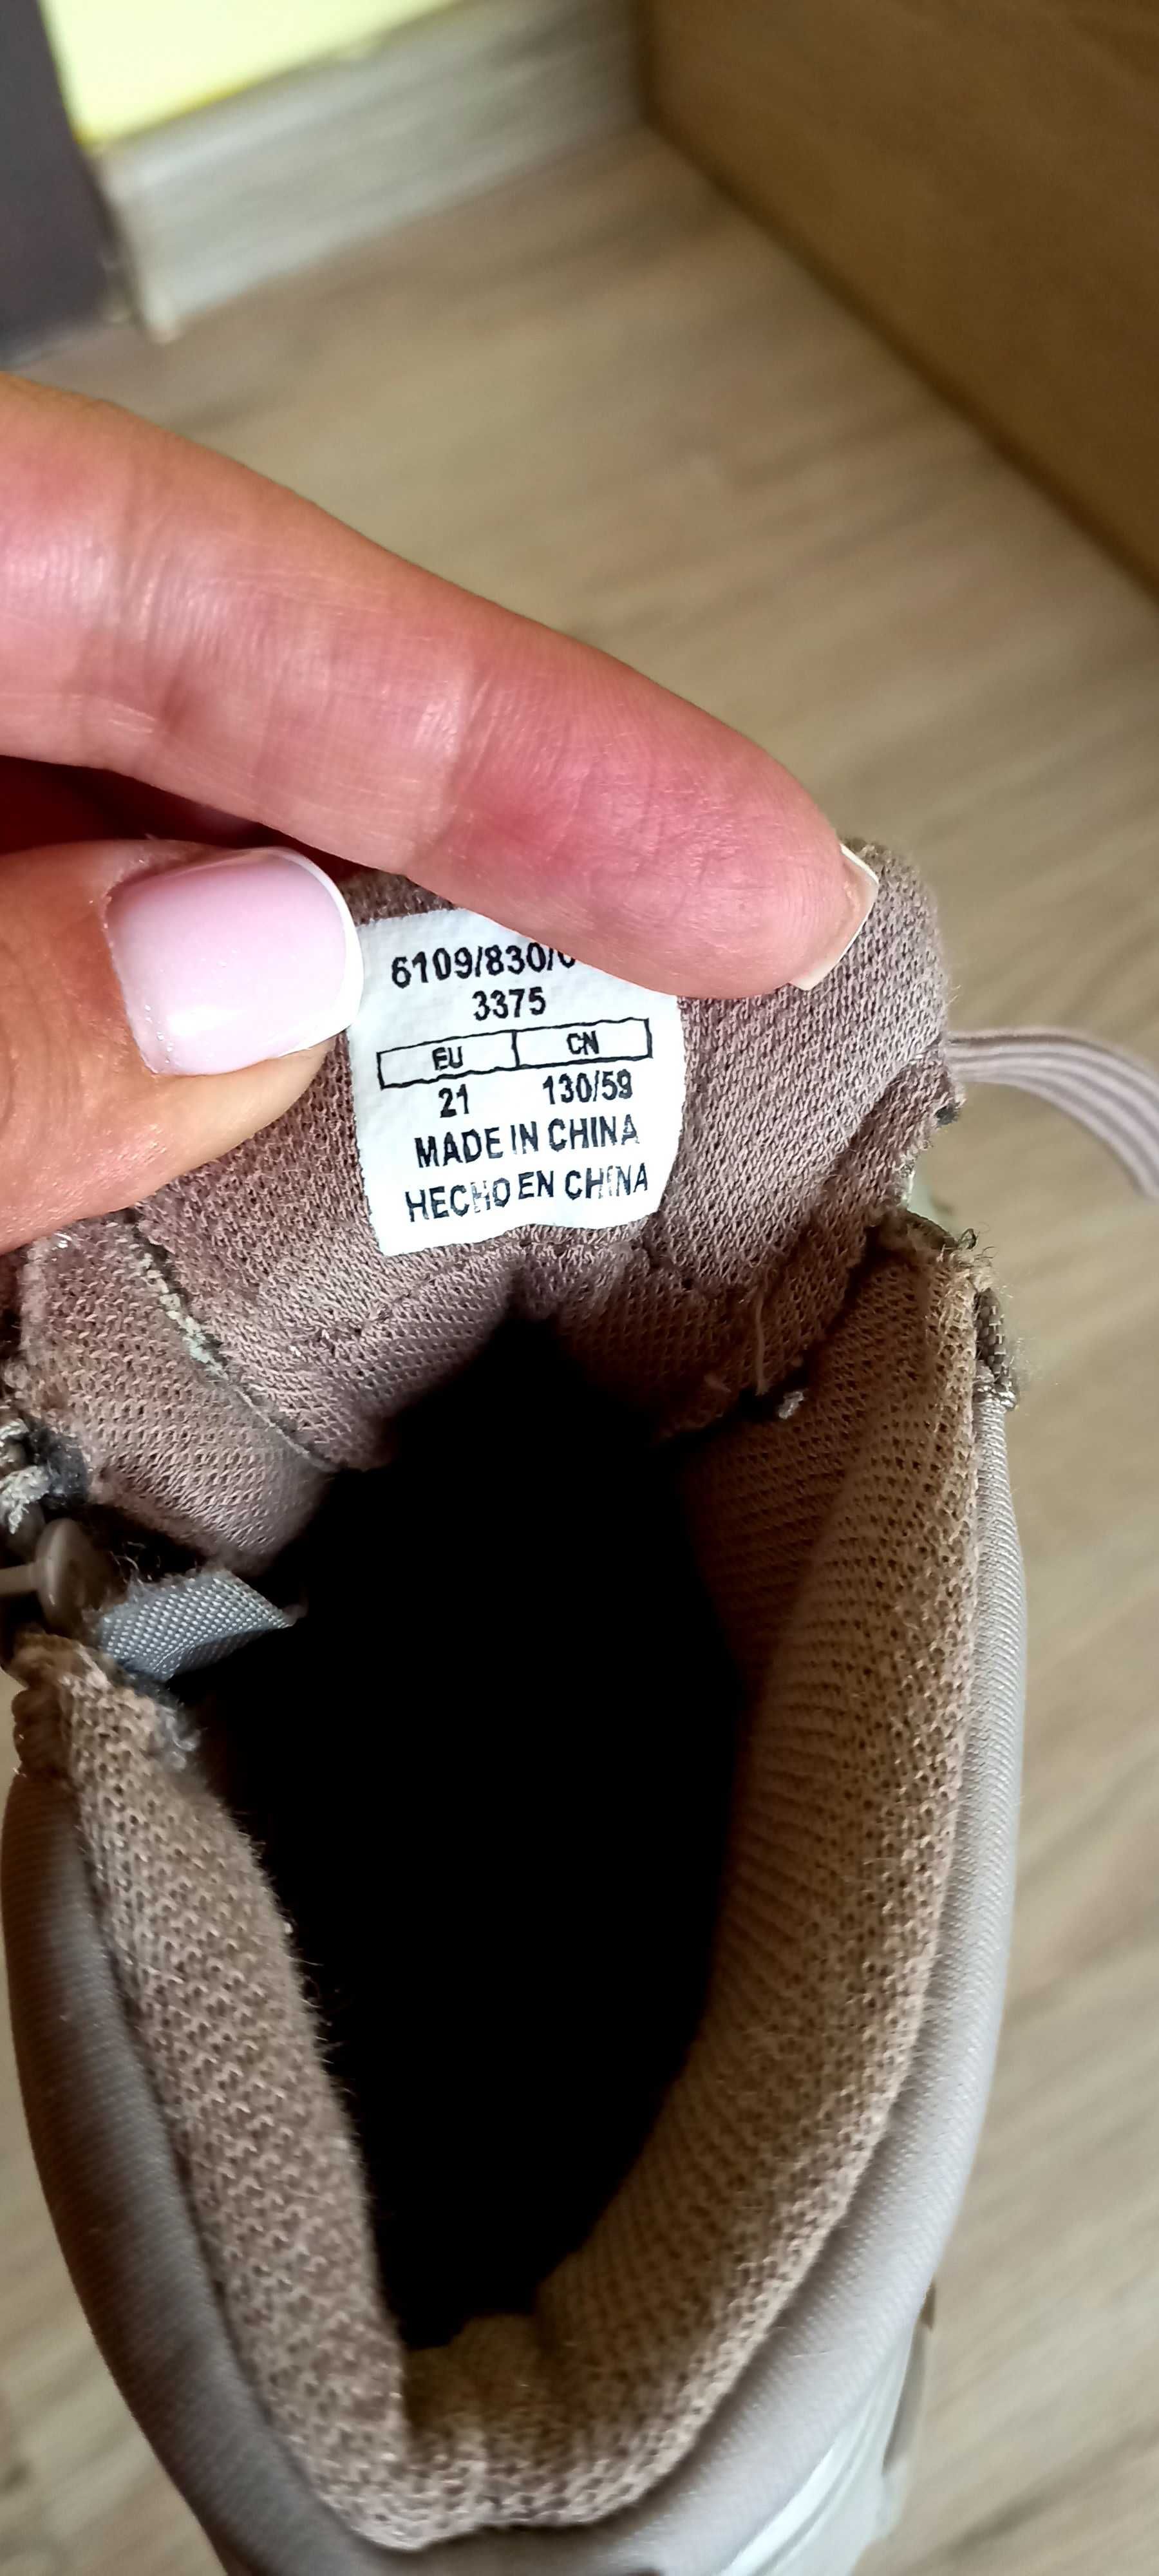 6109/830/
3375
EU CN
21 130/59
MADE IN CHINA
HECHO EN CHINA